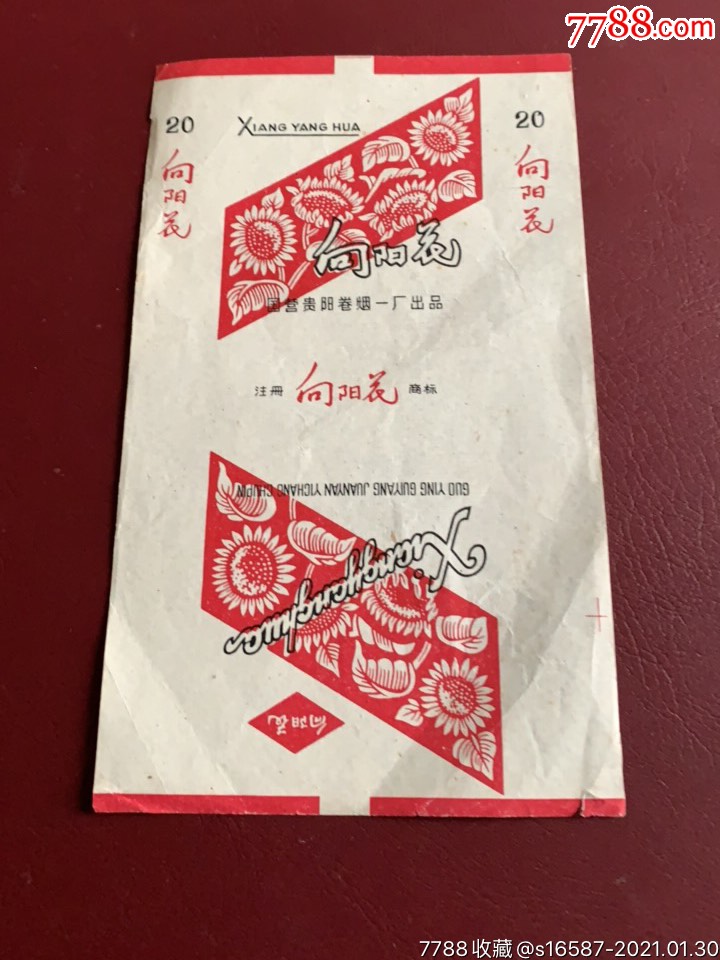 7788.com
20
XIANG YANG HUA
20
向阳花
向阳花
向阳花
国营贵阳卷烟一厂出品
注册 向阳花 商标
GUO YING GUIYANG JUANYAN YICHANG CHUPIN
Xiangyanghua
向阳花
7788收藏@s16587-2021.01.30